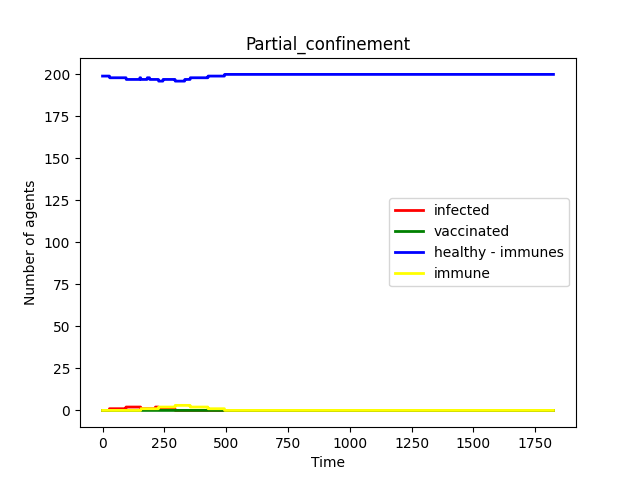 Partial_confinement
Number of agents
200
175
150
125
100
75
50
25
0
infected
vaccinated
healthy - immunes
immune
0 250 500 750 1000 1250 1500 1750
Time